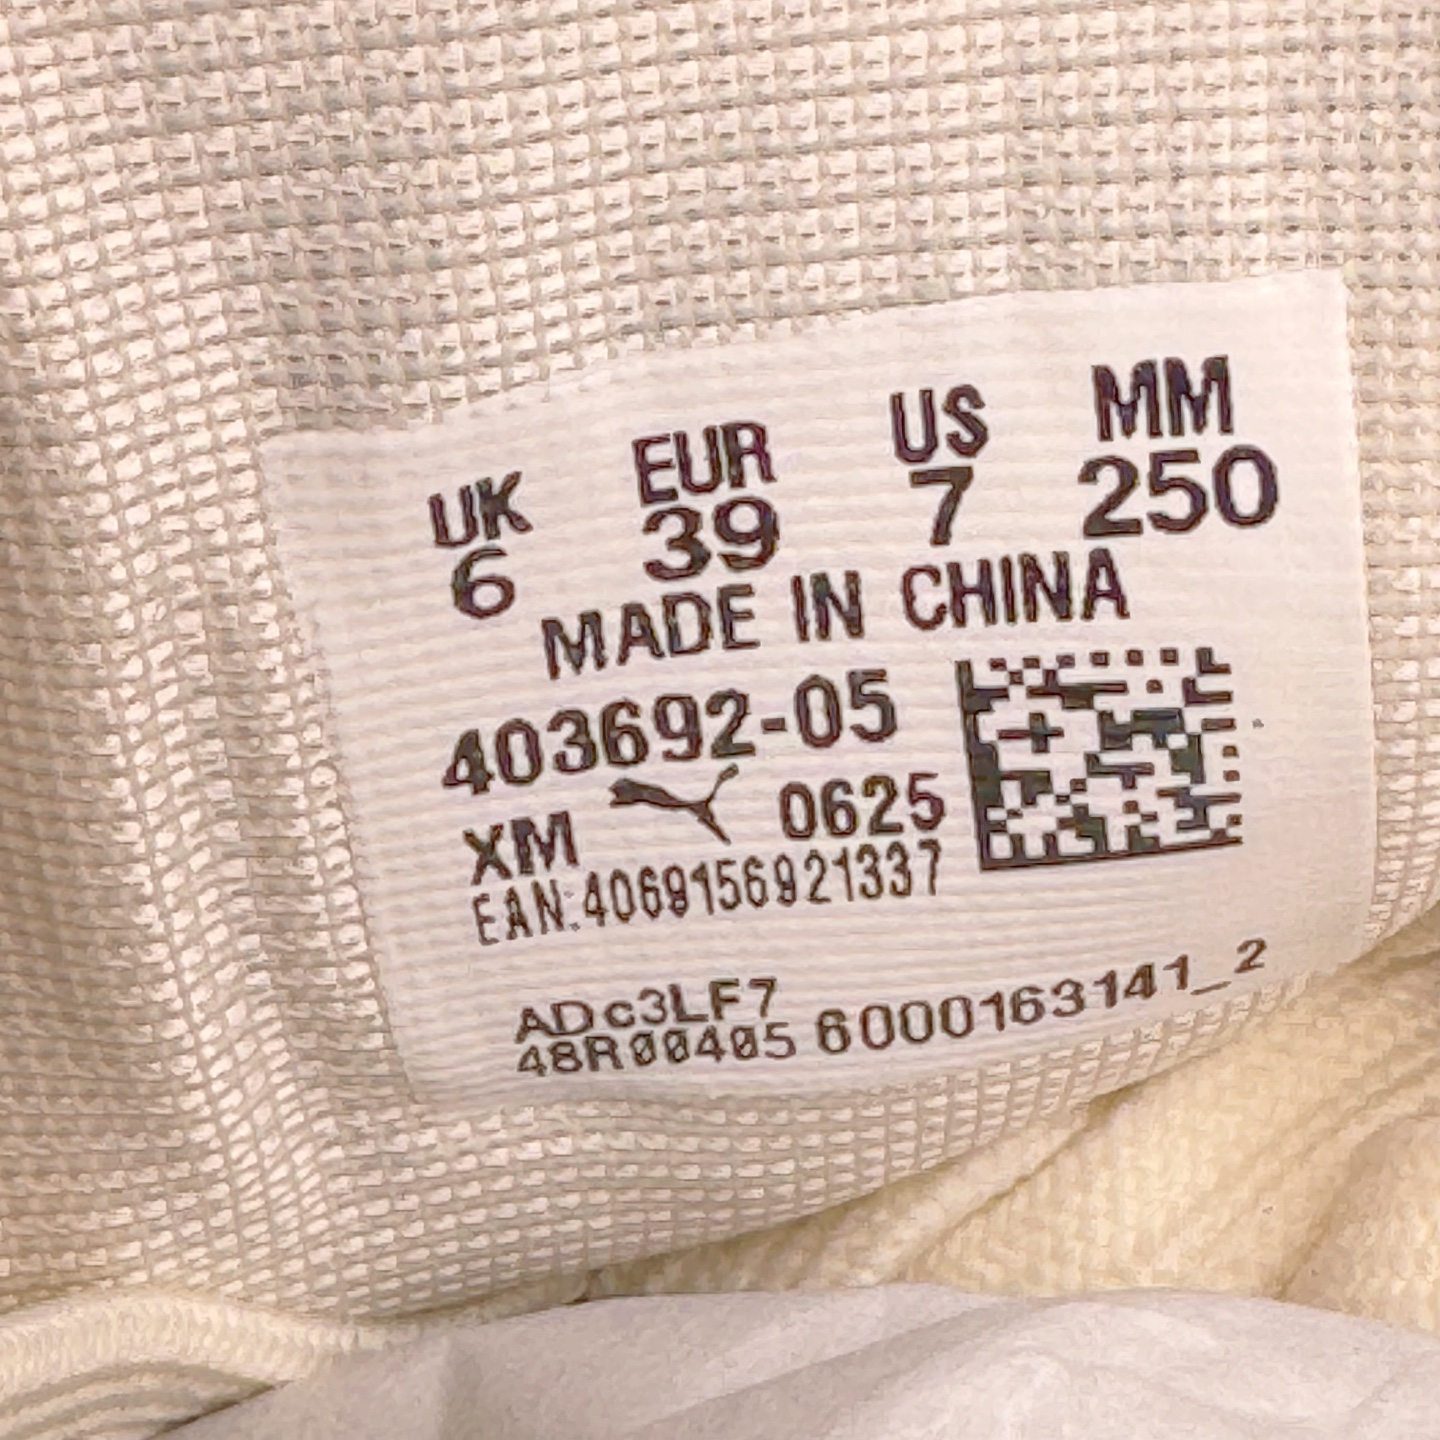 UK EUR US MM
6 39 7 250
MADE IN CHINA
403692-05
XM 0625
EAN:4069156921337
ADc3LF7
48R00405 6000163141_2